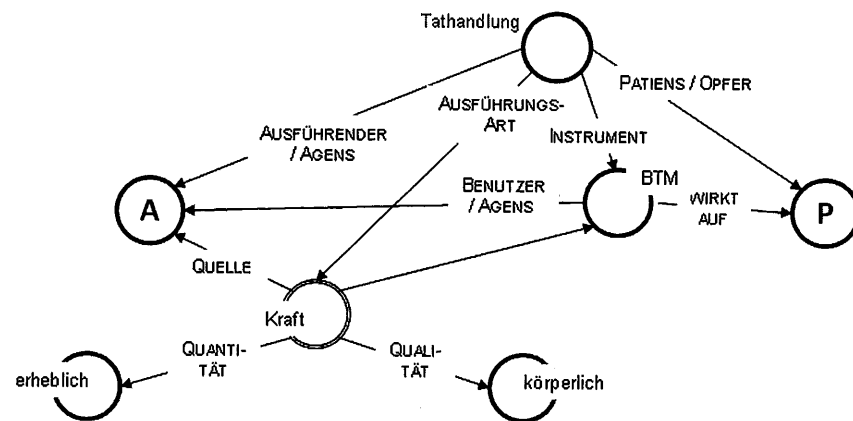 Tathandlung
PATIENS / OPFER
AUSFÜHRUNGS-
ART
AUSFÜHRENDER
/ AGENS
INSTRUMENT
BENUTZER
/ AGENS
BTM
WIRKT
AUF
A
P
QUELLE
Kraft
QUANTI-
TÄT
QUALI-
TÄT
erheblich
körperlich